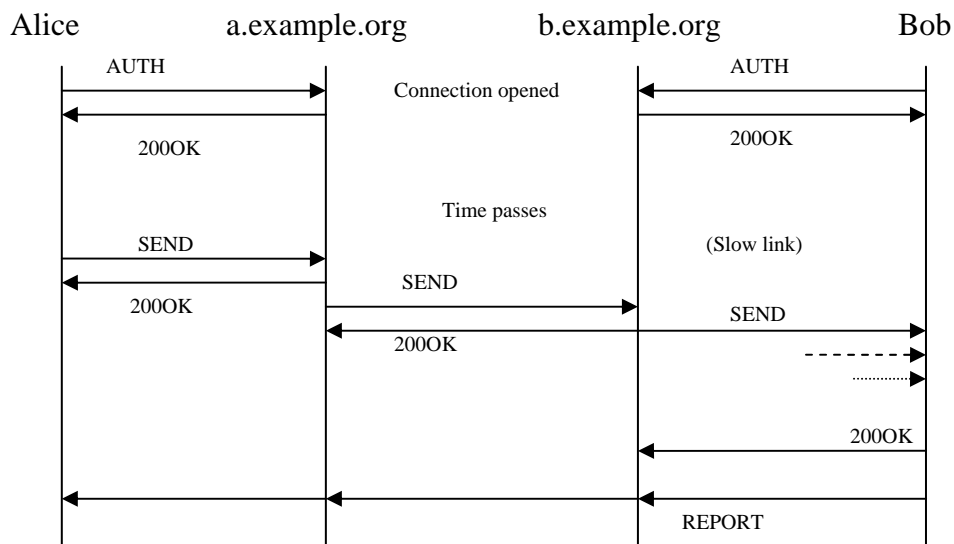 Alice a.example.org b.example.org Bob
AUTH AUTH
Connection opened
200OK 200OK
Time passes
SEND (Slow link)
SEND
200OK SEND
200OK
200OK
REPORT